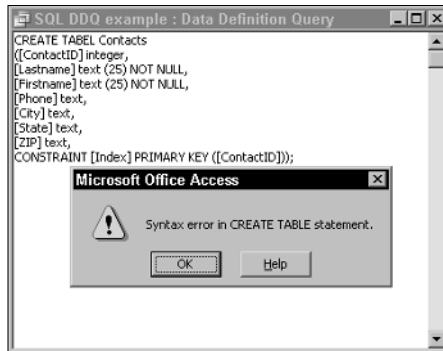 SQL DDQ example : Data Definition Query
CREATE TABEL Contacts
([ContactID] integer,
[Lastname] text (25) NOT NULL,
[Firstname] text (25) NOT NULL,
[Phone] text,
[City] text,
[State] text,
[ZIP] text,
CONSTRAINT [Index] PRIMARY KEY ([ContactID]));
Microsoft Office Access
Syntax error in CREATE TABLE statement.
OK
Help